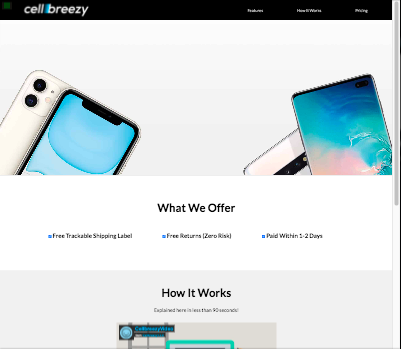 cellbreezy
Features
How It Works
Pricing
What We Offer
Free Trackable Shipping Label
Free Returns (Zero Risk)
Paid Within 1-2 Days
How It Works
Explained here in less than 90 seconds!
CellbreezyVideo